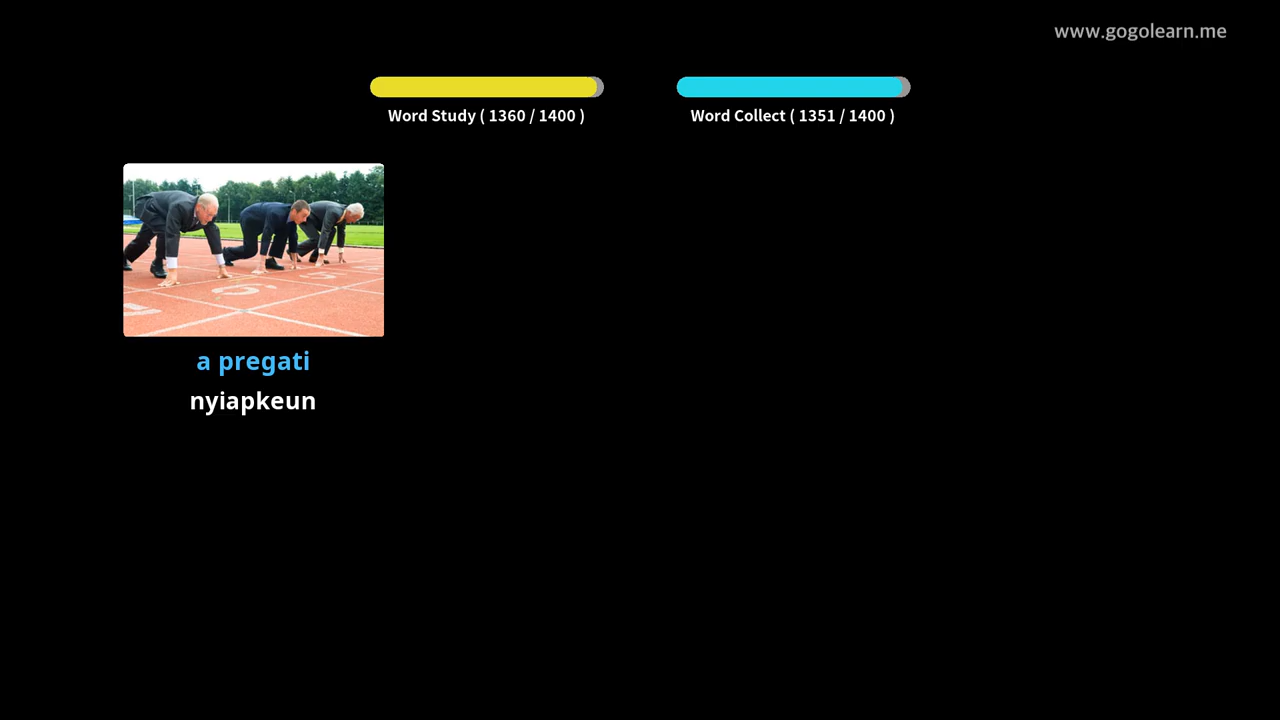 www.gogolearn.me
Word Study ( 1360 / 1400 )
Word Collect ( 1351 / 1400 )
a pregati
nyiapkeun